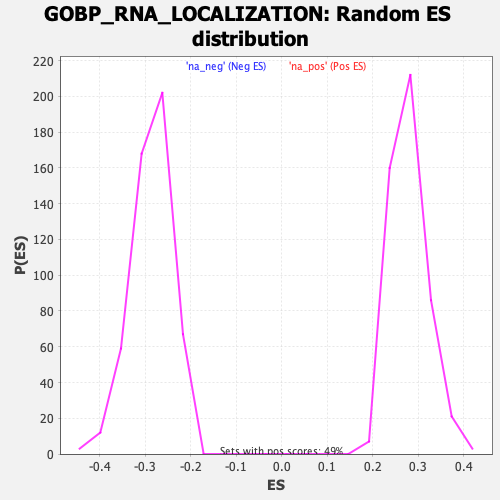 GOBP_RNA_LOCALIZATION: Random ES
distribution
'na_neg' (Neg ES) 'na_pos' (Pos ES)
220
200
180
160
140
120
100
80
60
40
20
0
P(ES)
Sets with pos scores: 49%
-0.4 -0.3 -0.2 -0.1 0.0 0.1 0.2 0.3 0.4
ES